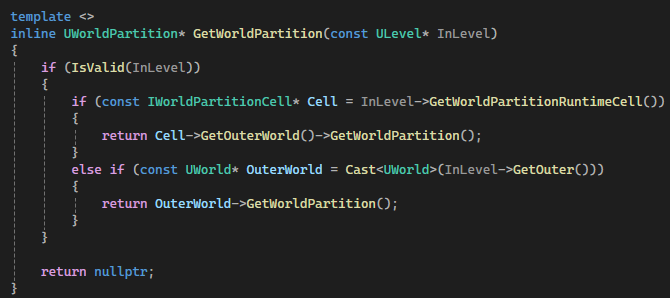 template <>
inline UWorldPartition* GetWorldPartition(const ULevel* InLevel)
{
    if (IsValid(InLevel))
    {
        if (const IWorldPartitionCell* Cell = InLevel->GetWorldPartitionRuntimeCell())
        {
            return Cell->GetOuterWorld()->GetWorldPartition();
        }
        else if (const UWorld* OuterWorld = Cast<UWorld>(InLevel->GetOuter()))
        {
            return OuterWorld->GetWorldPartition();
        }
    }

    return nullptr;
}